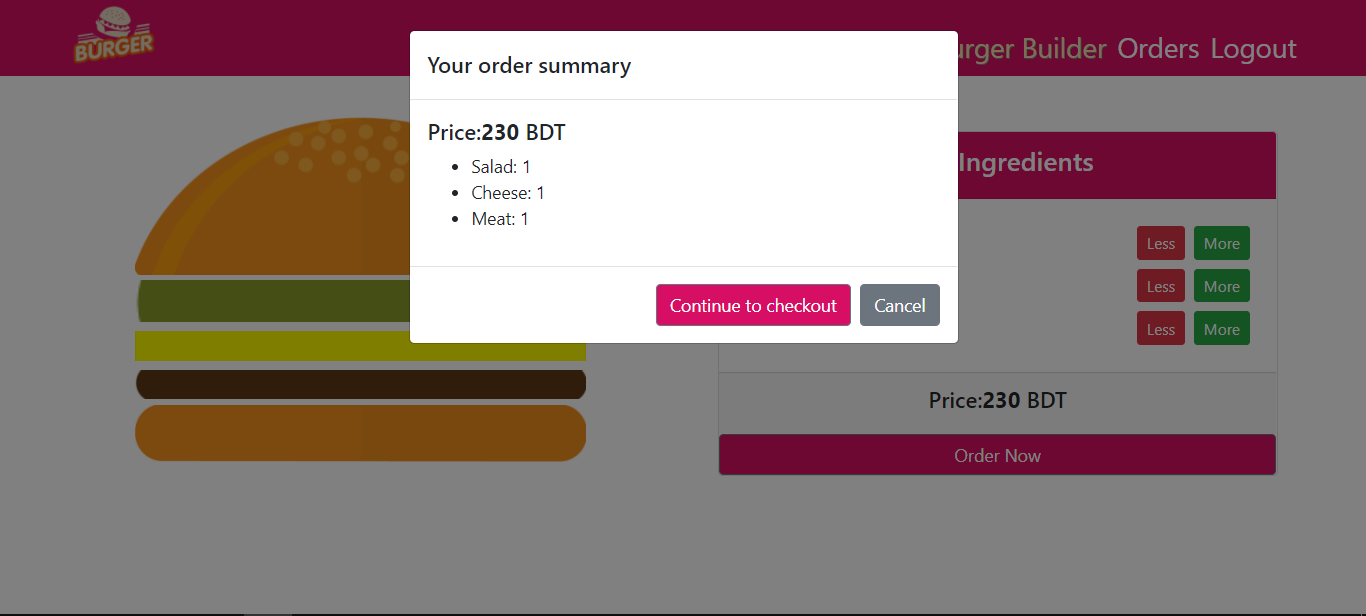 BURGER
urger Builder Orders Logout
Your order summary
Price:230 BDT
Salad: 1
Cheese: 1
Meat: 1
Continue to checkout Cancel
Ingredients
Less More
Less More
Less More
Price:230 BDT
Order Now